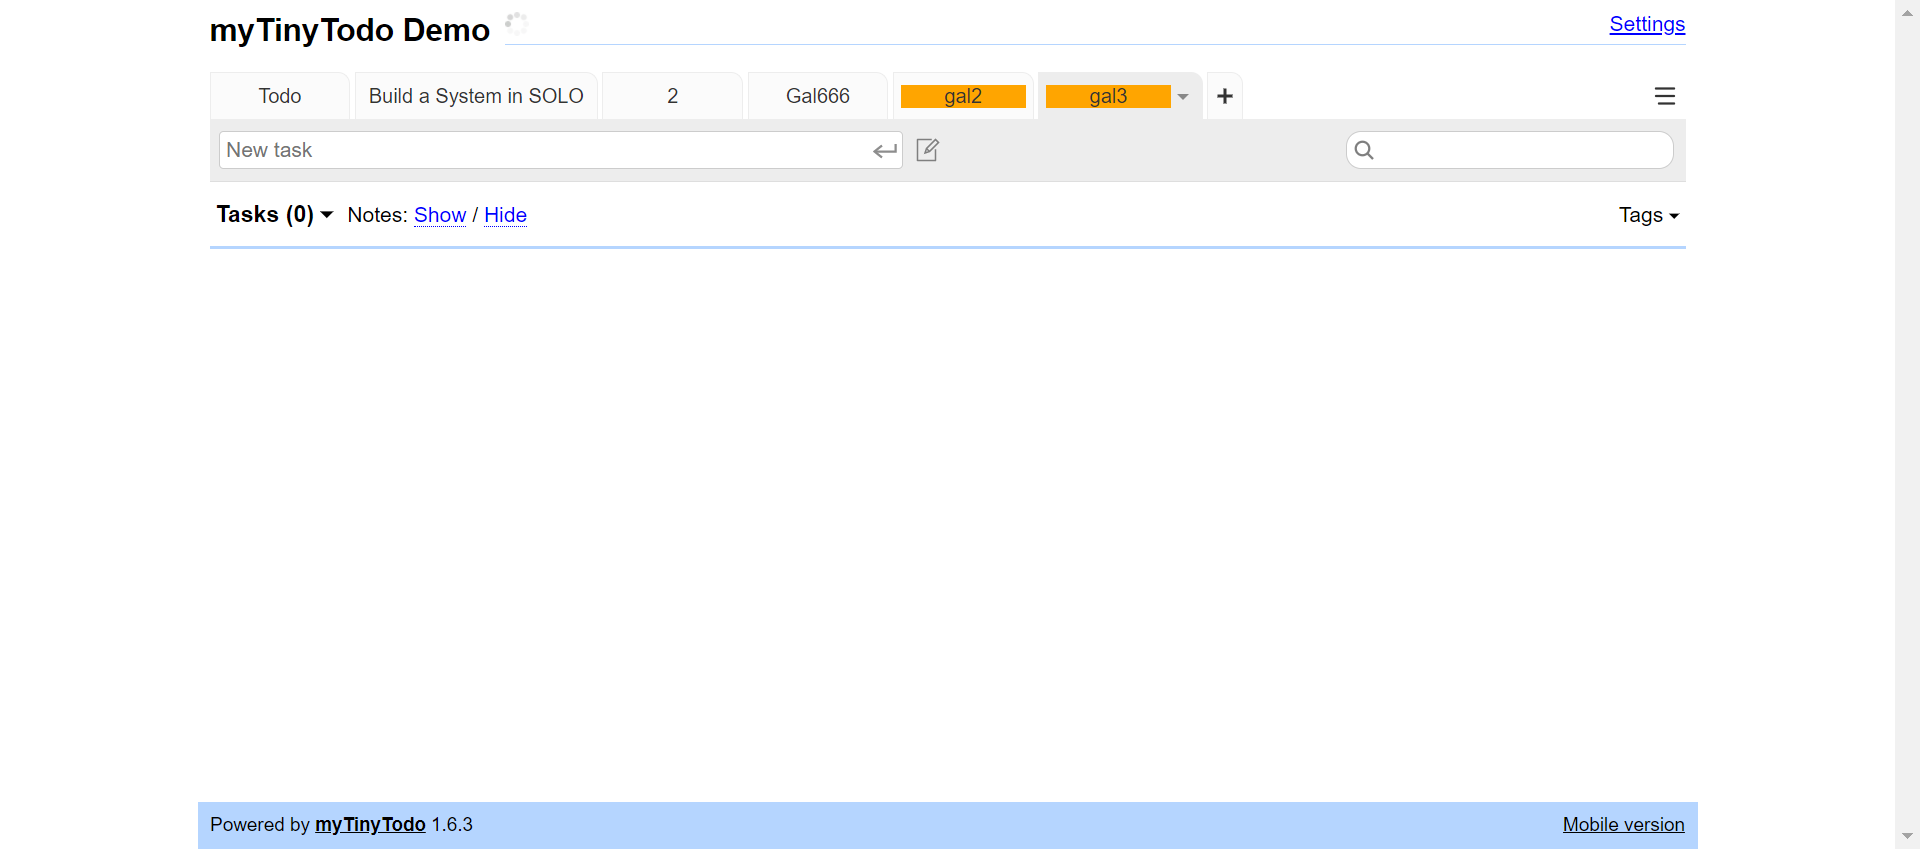 myTinyTodo Demo Settings
Todo Build a System in SOLO 2 Gal666 gal2 gal3
New task
Tasks (0) Notes: Show / Hide Tags
Powered by myTinyTodo 1.6.3 Mobile version